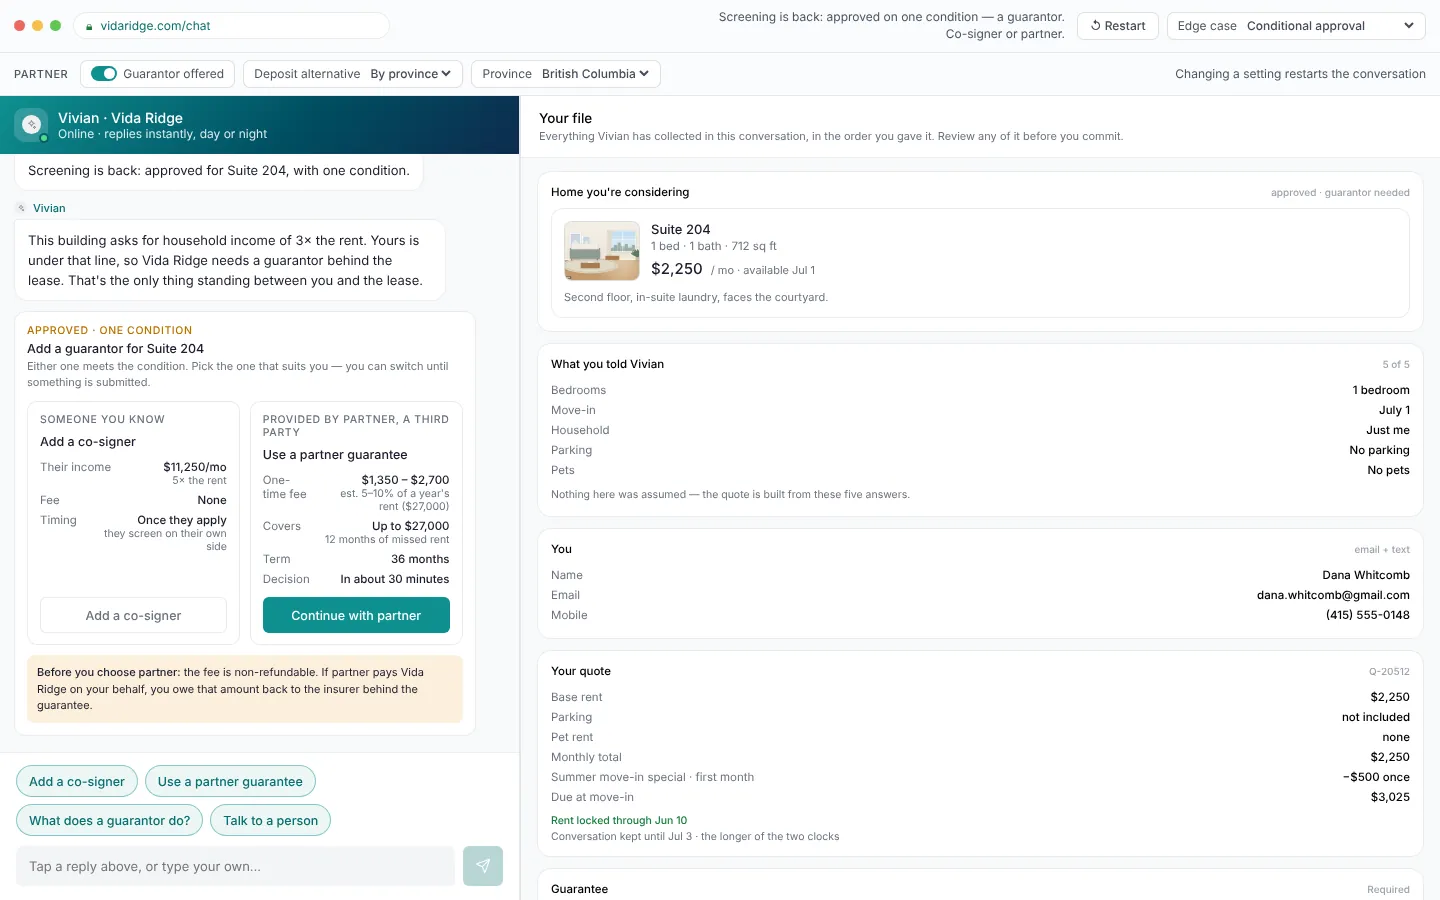 vidaridge.com/chat
Screening is back: approved on one condition — a guarantor.
Co-signer or partner.
Restart
Edge case Conditional approval
PARTNER
Guarantor offered
Deposit alternative By province
Province British Columbia
Changing a setting restarts the conversation
Vivian · Vida Ridge
Online · replies instantly, day or night
Screening is back: approved for Suite 204, with one condition.
Vivian
This building asks for household income of 3× the rent. Yours is
under that line, so Vida Ridge needs a guarantor behind the
lease. That's the only thing standing between you and the lease.
APPROVED · ONE CONDITION
Add a guarantor for Suite 204
Either one meets the condition. Pick the one that suits you — you can switch until
something is submitted.
SOMEONE YOU KNOW
Add a co-signer
Their income $11,250/mo
5× the rent
Fee None
Timing Once they apply
they screen on their own
side
Add a co-signer
PROVIDED BY PARTNER, A THIRD
PARTY
Use a partner guarantee
One-
time fee
$1,350 – $2,700
est. 5–10% of a year's
rent ($27,000)
Covers Up to $27,000
12 months of missed rent
Term 36 months
Decision In about 30 minutes
Continue with partner
Before you choose partner: the fee is non-refundable. If partner pays Vida
Ridge on your behalf, you owe that amount back to the insurer behind the
guarantee.
Add a co-signer
Use a partner guarantee
What does a guarantor do?
Talk to a person
Tap a reply above, or type your own...
Your file
Everything Vivian has collected in this conversation, in the order you gave it. Review any of it before you commit.
Home you're considering
approved · guarantor needed
Suite 204
1 bed · 1 bath · 712 sq ft
$2,250 / mo · available Jul 1
Second floor, in-suite laundry, faces the courtyard.
What you told Vivian
5 of 5
Bedrooms 1 bedroom
Move-in July 1
Household Just me
Parking No parking
Pets No pets
Nothing here was assumed — the quote is built from these five answers.
You
email + text
Name Dana Whitcomb
Email dana.whitcomb@gmail.com
Mobile (415) 555-0148
Your quote
Q-20512
Base rent $2,250
Parking not included
Pet rent none
Monthly total $2,250
Summer move-in special · first month −$500 once
Due at move-in $3,025
Rent locked through Jun 10
Conversation kept until Jul 3 · the longer of the two clocks
Guarantee
Required